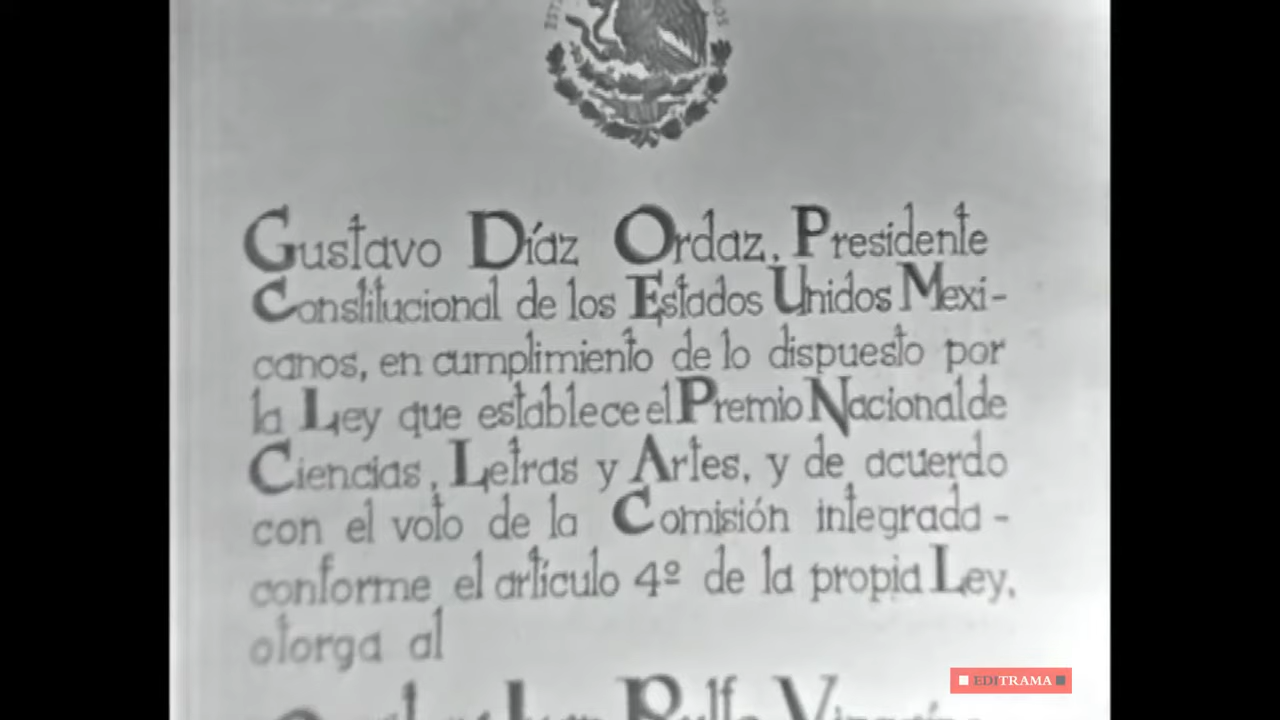 Gustavo Díaz Ordaz, Presidente
Constitucional de los Estados Unidos Mexi-
canos, en cumplimiento de lo dispuesto por
la Ley que establece el Premio Nacional de
Ciencias, Letras y Artes, y de acuerdo
con el voto de la Comisión integrada -
conforme el artículo 4º de la propia Ley,
otorga al
EDITRAMA